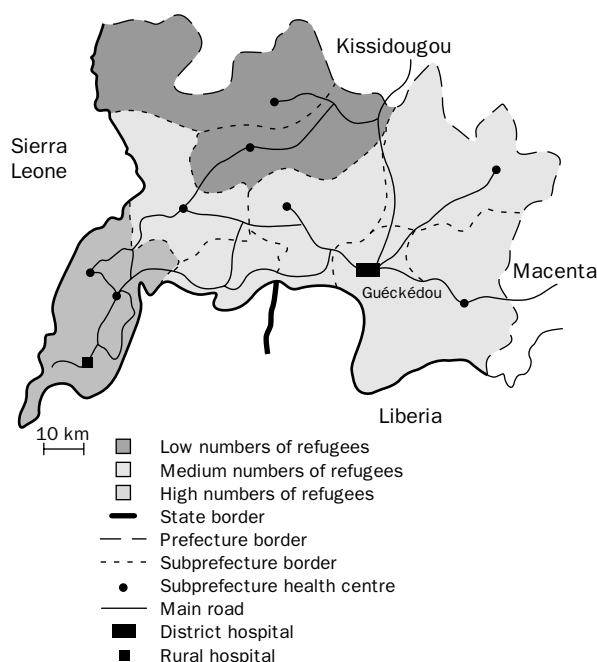 Kissidougou
Sierra
Leone
Macenta
Guéckédou
Liberia
10 km
Low numbers of refugees
Medium numbers of refugees
High numbers of refugees
State border
Prefecture border
Subprefecture border
Subprefecture health centre
Main road
District hospital
Rural hospital